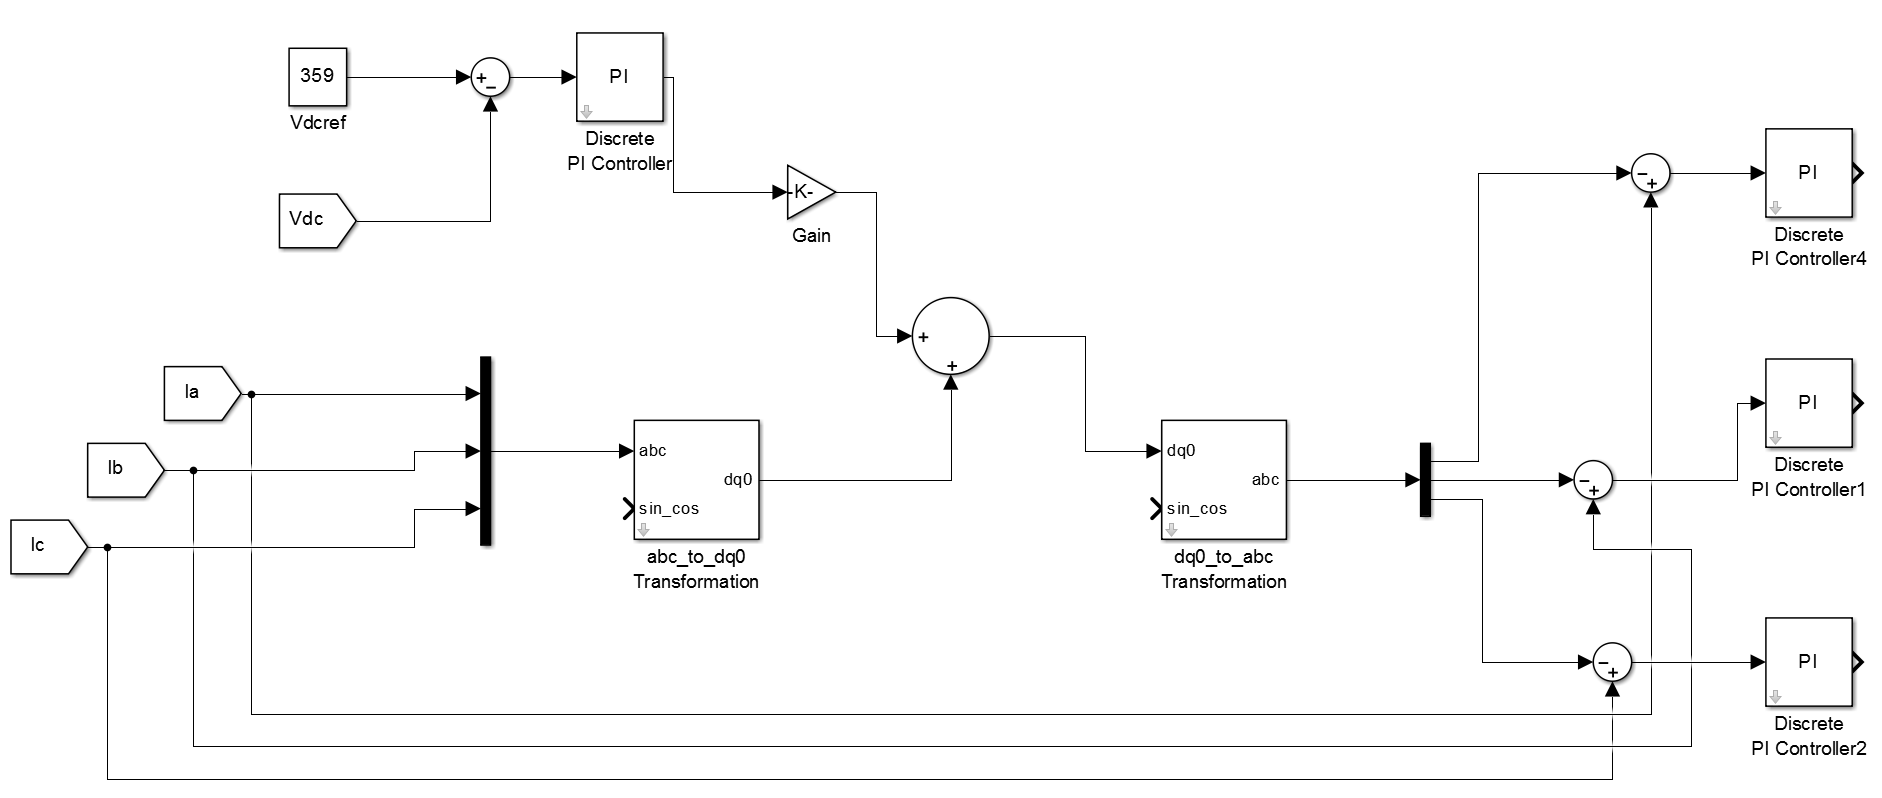 359
Vdcref
+
−
PI
Discrete
PI Controller
Vdc
-K-
Gain
−
+
PI
Discrete
PI Controller4
+
+
Ia
Ib
Ic
abc
dq0
sin_cos
abc_to_dq0
Transformation
dq0
abc
sin_cos
dq0_to_abc
Transformation
−
+
PI
Discrete
PI Controller1
−
+
PI
Discrete
PI Controller2